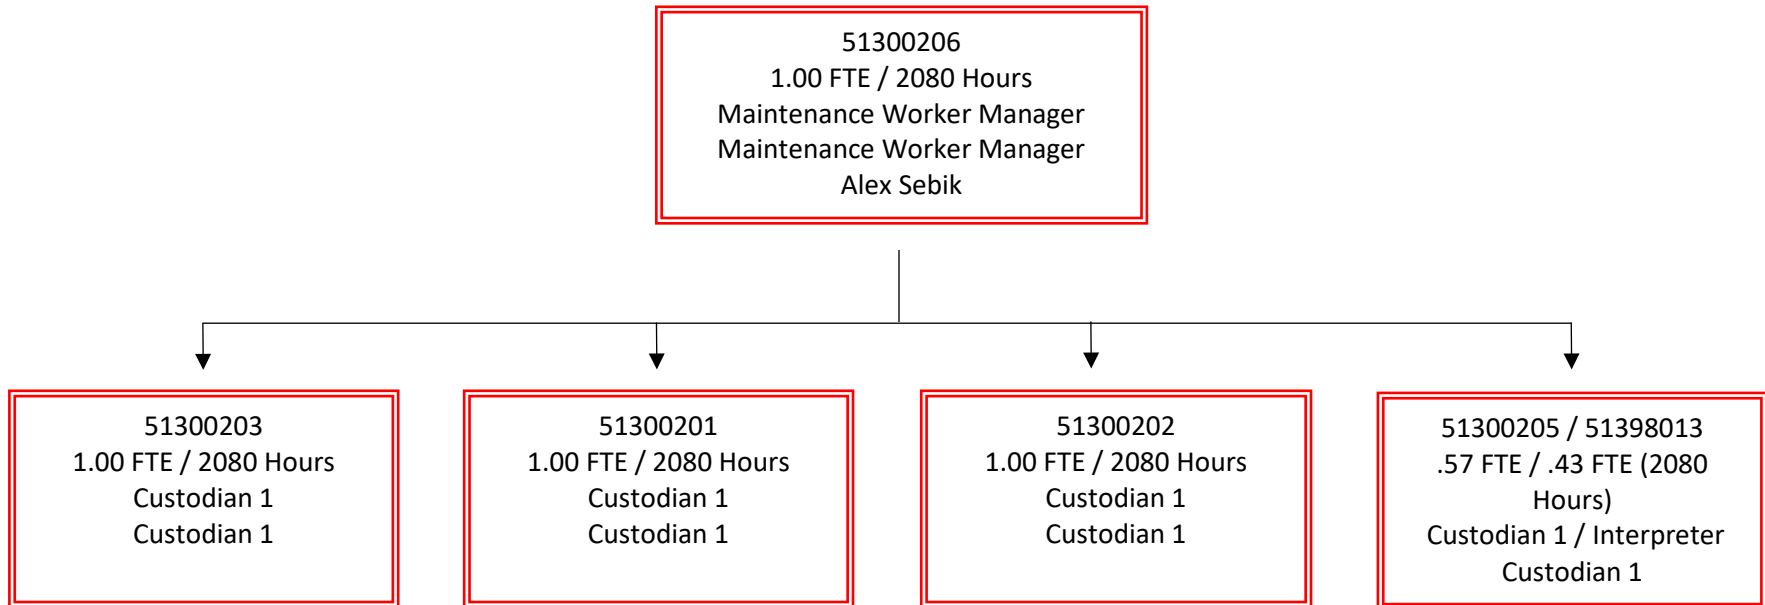 51300206
1.00 FTE / 2080 Hours
Maintenance Worker Manager
Maintenance Worker Manager
Alex Sebik
51300203
1.00 FTE / 2080 Hours
Custodian 1
Custodian 1
51300201
1.00 FTE / 2080 Hours
Custodian 1
Custodian 1
51300202
1.00 FTE / 2080 Hours
Custodian 1
Custodian 1
51300205 / 51398013
.57 FTE / .43 FTE (2080
Hours)
Custodian 1 / Interpreter
Custodian 1